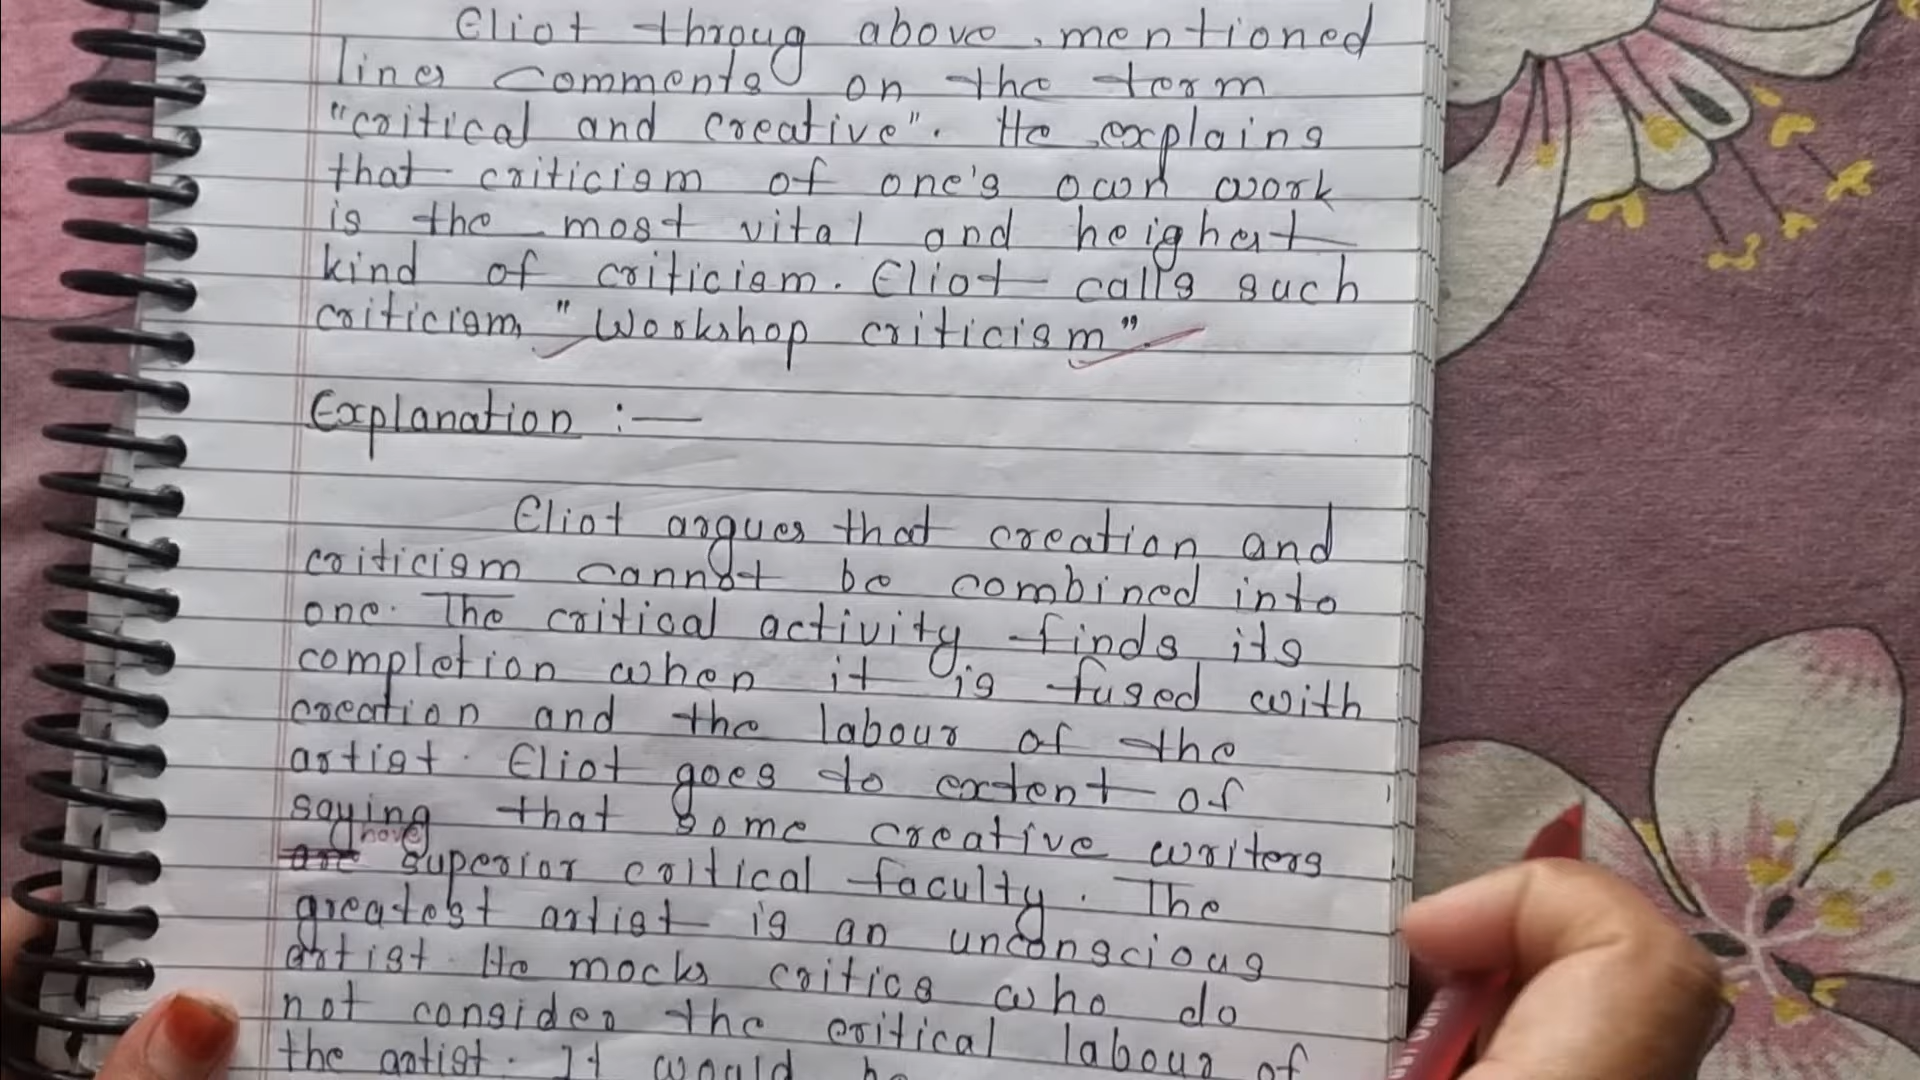 Eliot throug above mentioned
lines comments on the term
"critical and creative". He explains
that criticism of one's own work
is the most vital and heighest
kind of criticism. Eliot calls such
criticism, "Workshop criticism".
Explanation :—
Eliot argues that creation and
criticism cannot be combined into
one. The critical activity finds its
completion when it is fused with
creation and the labour of the
artist. Eliot goes to extent of
saying that some creative writers
have
are superior critical faculty. The
greatest artist is an unconscious
artist. He mocks critics who do
not consider the critical labour of
the artist. It would be